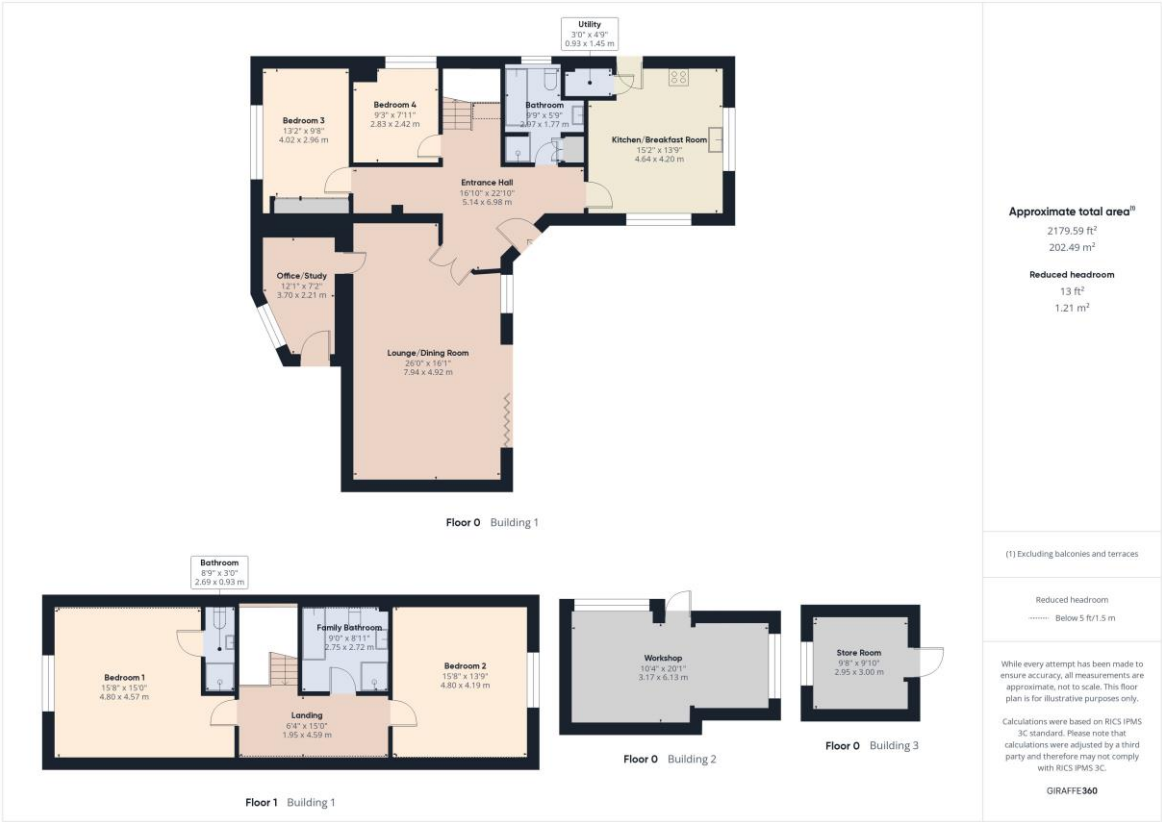 Utility
3'0" x 4'9"
0.93 x 1.45 m
Bedroom 3
13'2" x 9'8"
4.02 x 2.96 m
Bedroom 4
9'3" x 7'11"
2.83 x 2.42 m
Bathroom
9'9" x 5'9"
2.97 x 1.77 m
Kitchen/Breakfast Room
15'2" x 13'9"
4.64 x 4.20 m
Entrance Hall
16'10" x 22'10"
5.14 x 6.98 m
Office/Study
12'1" x 7'2"
3.70 x 2.21 m
Lounge/Dining Room
26'0" x 16'1"
7.94 x 4.92 m
Floor 0 Building 1
Bathroom
8'9" x 3'0"
2.69 x 0.93 m
Bedroom 1
15'8" x 15'0"
4.80 x 4.57 m
Family Bathroom
9'0" x 8'11"
2.75 x 2.72 m
Bedroom 2
15'8" x 13'9"
4.80 x 4.19 m
Landing
6'4" x 15'0"
1.95 x 4.59 m
Floor 1 Building 1
Workshop
10'4" x 20'1"
3.17 x 6.13 m
Floor 0 Building 2
Store Room
9'8" x 9'10"
2.95 x 3.00 m
Floor 0 Building 3
Approximate total area(1)
2179.59 ft²
202.49 m²
Reduced headroom
13 ft²
1.21 m²
(1) Excluding balconies and terraces
Reduced headroom
Below 5 ft/1.5 m
While every attempt has been made to
ensure accuracy, all measurements are
approximate, not to scale. This floor
plan is for illustrative purposes only.
Calculations were based on RICS IPMS
3C standard. Please note that
calculations were adjusted by a third
party and therefore may not comply
with RICS IPMS 3C.
GIRAFFE360